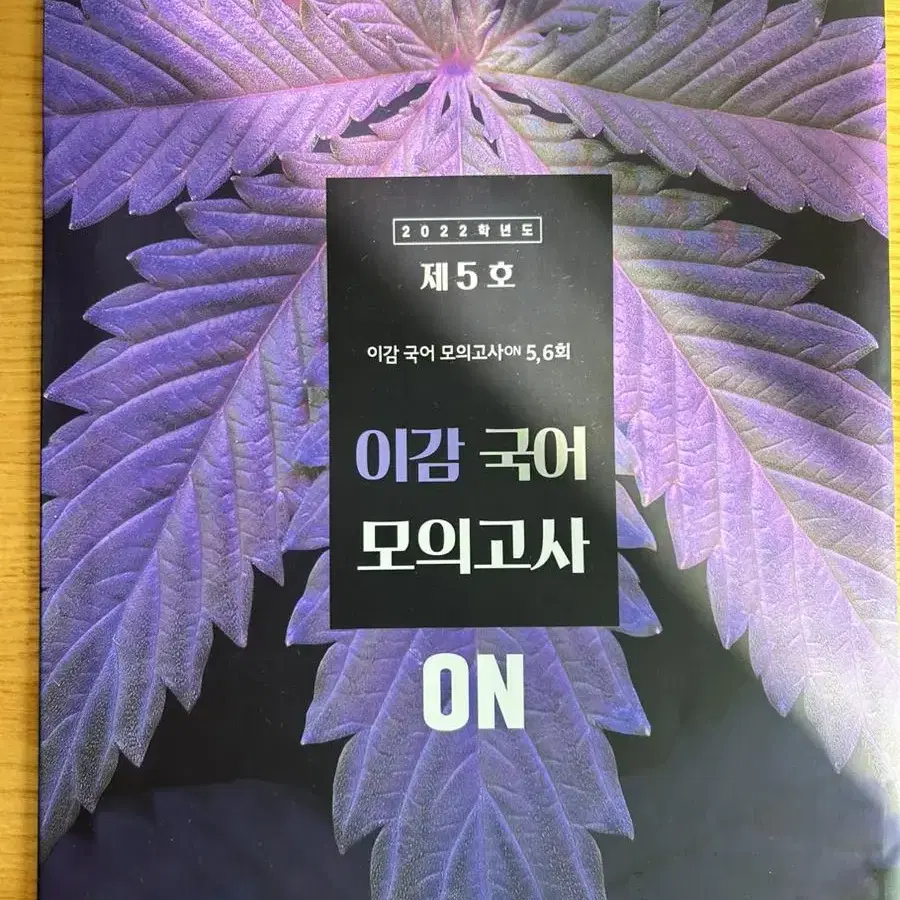 2022학년도
제5호
이감 국어 모의고사ON 5,6회
이감 국어
모의고사
ON